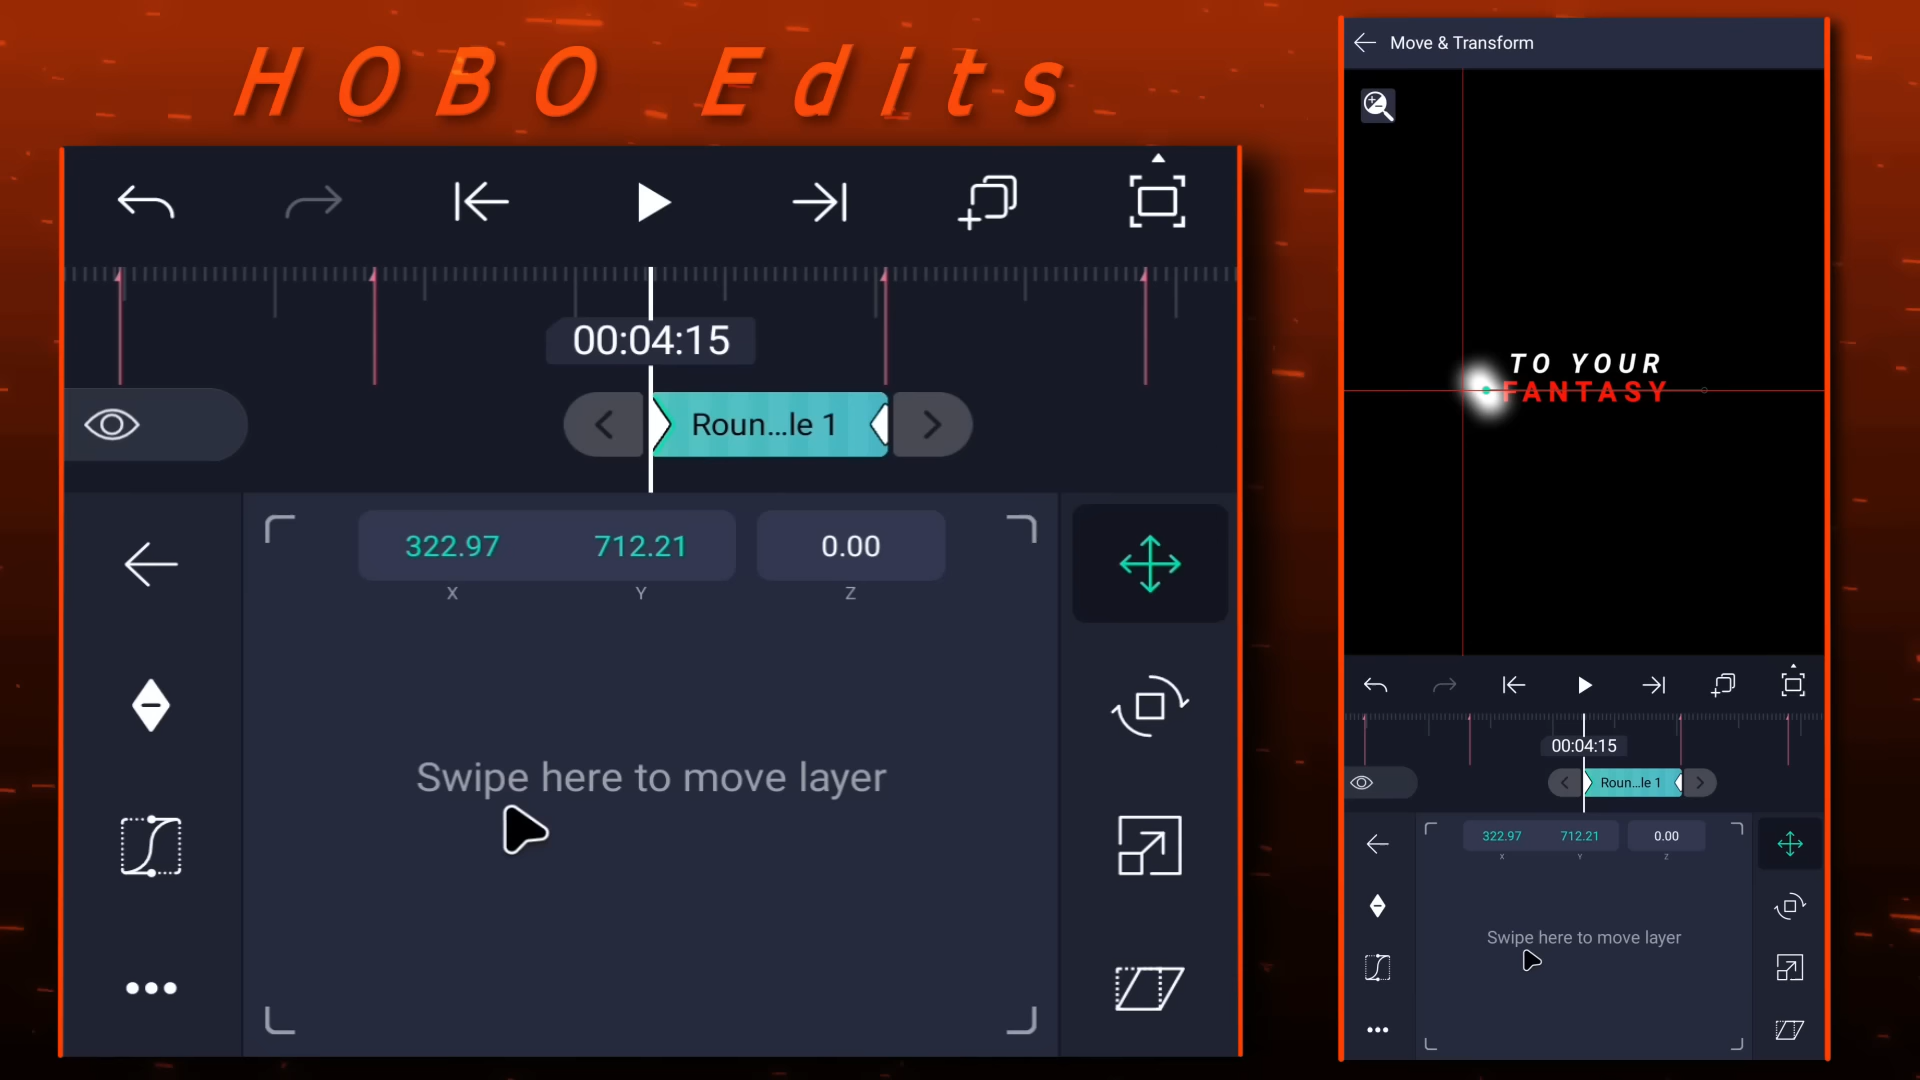 HOBO Edits
00:04:15
Roun...le 1
322.97 712.21 0.00
X Y Z
Swipe here to move layer
Move & Transform
TO YOUR
FANTASY
00:04:15
Roun...le 1
322.97 712.21 0.00
X Y Z
Swipe here to move layer